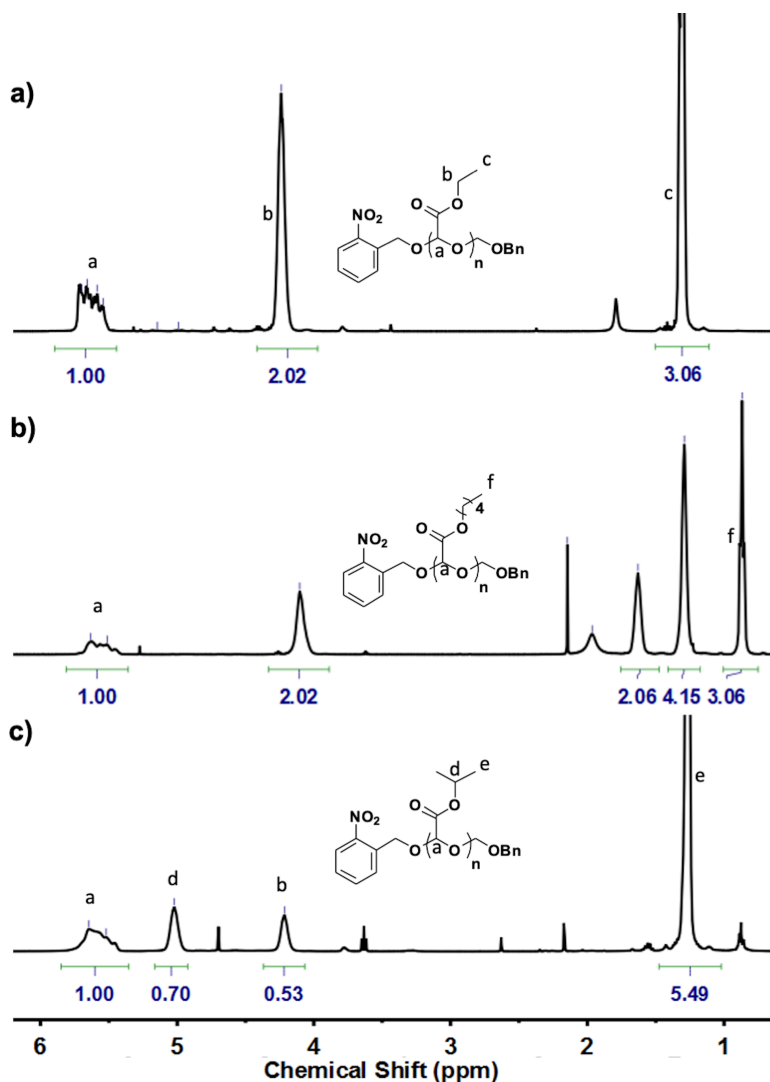 a)
a
b
c
b
c
O
O
NO₂
O
a
O
n
OBn
1.00
2.02
3.06
b)
a
f
f
4
O
O
NO₂
O
a
O
n
OBn
1.00
2.02
2.06
4.15
3.06
c)
a
d
b
e
d
e
O
O
NO₂
O
a
O
n
OBn
1.00
0.70
0.53
5.49
6
5
4
3
2
1
Chemical Shift (ppm)